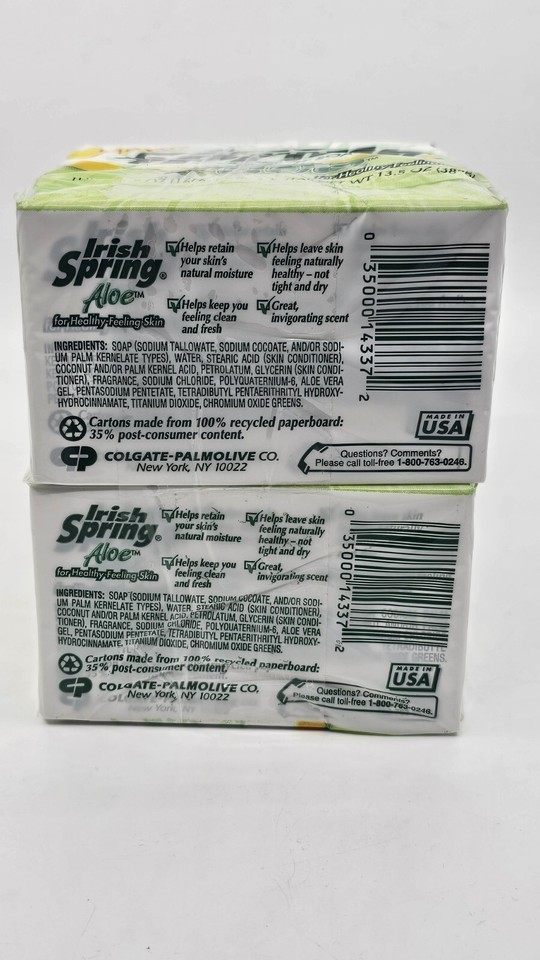 for Healthy-Feeling
WT 13.5 OZ
Irish
Spring®
Aloe™
for Healthy-Feeling Skin
Helps retain
your skin's
natural moisture
Helps leave skin
feeling naturally
healthy – not
tight and dry
Helps keep you
feeling clean
and fresh
Great,
invigorating scent
0 35000 14337 2
INGREDIENTS: SOAP (SODIUM TALLOWATE, SODIUM COCOATE, AND/OR SODI-
UM PALM KERNELATE TYPES), WATER, STEARIC ACID (SKIN CONDITIONER),
COCONUT AND/OR PALM KERNEL ACID, PETROLATUM, GLYCERIN (SKIN CONDI-
TIONER), FRAGRANCE, SODIUM CHLORIDE, POLYQUATERNIUM-6, ALOE VERA
GEL, PENTASODIUM PENTETATE, TETRADIBUTYL PENTAERITHRITYL HYDROXY-
HYDROCINNAMATE, TITANIUM DIOXIDE, CHROMIUM OXIDE GREENS.
Cartons made from 100% recycled paperboard:
35% post-consumer content.
MADE IN
USA
CP COLGATE-PALMOLIVE CO.
New York, NY 10022
Questions? Comments?
Please call toll-free 1-800-763-0246.
Irish
Spring®
Aloe™
for Healthy-Feeling Skin
Helps retain
your skin's
natural moisture
Helps leave skin
feeling naturally
healthy – not
tight and dry
Helps keep you
feeling clean
and fresh
Great,
invigorating scent
0 35000 14337 2
INGREDIENTS: SOAP (SODIUM TALLOWATE, SODIUM COCOATE, AND/OR SODI-
UM PALM KERNELATE TYPES), WATER, STEARIC ACID (SKIN CONDITIONER),
COCONUT AND/OR PALM KERNEL ACID, PETROLATUM, GLYCERIN (SKIN CONDI-
TIONER), FRAGRANCE, SODIUM CHLORIDE, POLYQUATERNIUM-6, ALOE VERA
GEL, PENTASODIUM PENTETATE, TETRADIBUTYL PENTAERITHRITYL HYDROXY-
HYDROCINNAMATE, TITANIUM DIOXIDE, CHROMIUM OXIDE GREENS.
Cartons made from 100% recycled paperboard:
35% post-consumer content.
MADE IN
USA
CP COLGATE-PALMOLIVE CO.
New York, NY 10022
Questions? Comments?
Please call toll-free 1-800-763-0246.